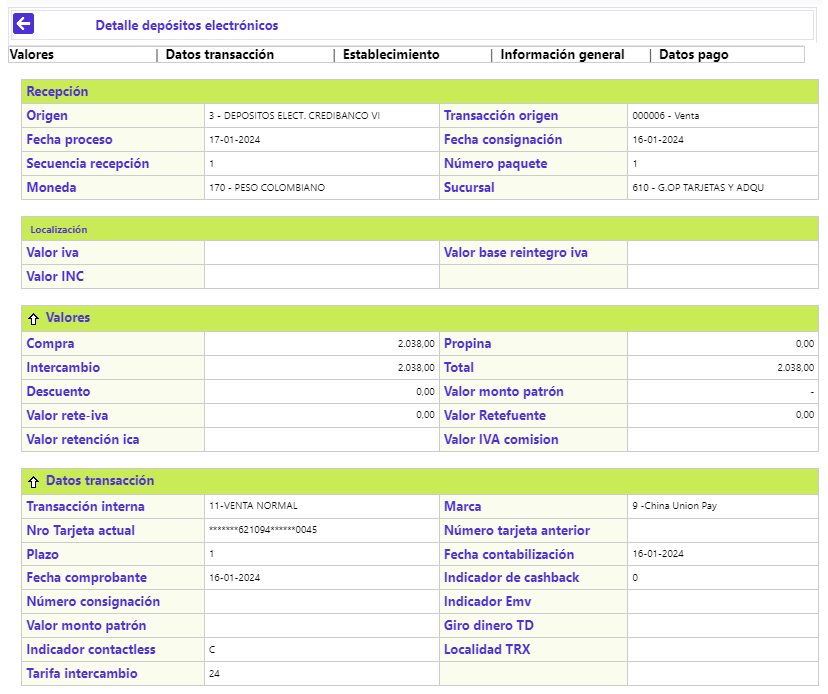 Detalle depósitos electrónicos
Valores | Datos transacción | Establecimiento | Información general | Datos pago
Recepción
Origen 3 - DEPOSITOS ELECT. CREDIBANCO VI Transacción origen 000006 - Venta
Fecha proceso 17-01-2024 Fecha consignación 16-01-2024
Secuencia recepción 1 Número paquete 1
Moneda 170 - PESO COLOMBIANO Sucursal 610 - G.OP TARJETAS Y ADQU
Localización
Valor iva Valor base reintegro iva
Valor INC
Valores
Compra 2.038,00 Propina 0,00
Intercambio 2.038,00 Total 2.038,00
Descuento 0,00 Valor monto patrón -
Valor rete-iva 0,00 Valor Retefuente 0,00
Valor retención ica Valor IVA comision
Datos transacción
Transacción interna 11-VENTA NORMAL Marca 9 -China Union Pay
Nro Tarjeta actual *******621094******0045 Número tarjeta anterior
Plazo 1 Fecha contabilización 16-01-2024
Fecha comprobante 16-01-2024 Indicador de cashback 0
Número consignación Indicador Emv
Valor monto patrón Giro dinero TD
Indicador contactless C Localidad TRX
Tarifa intercambio 24